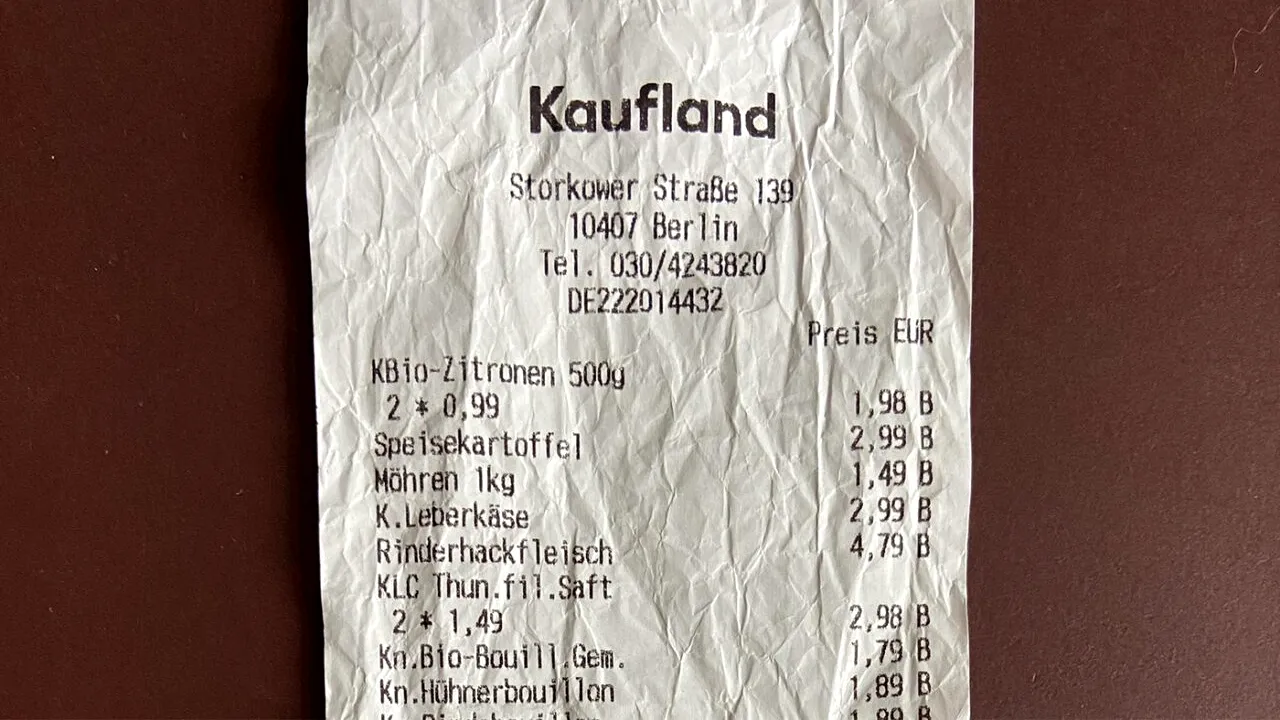 Kaufland
Storkower Straße 139
10407 Berlin
Tel. 030/4243820
DE222014432
Preis EUR
KBio-Zitronen 500g
2 * 0,99 1,98 B
Speisekartoffel 2,99 B
Möhren 1kg 1,49 B
K.Leberkäse 2,99 B
Rinderhackfleisch 4,79 B
KLC Thun.fil.Saft
2 * 1,49 2,98 B
Kn.Bio-Bouill.Gem. 1,79 B
Kn.Hühnerbouillon 1,89 B